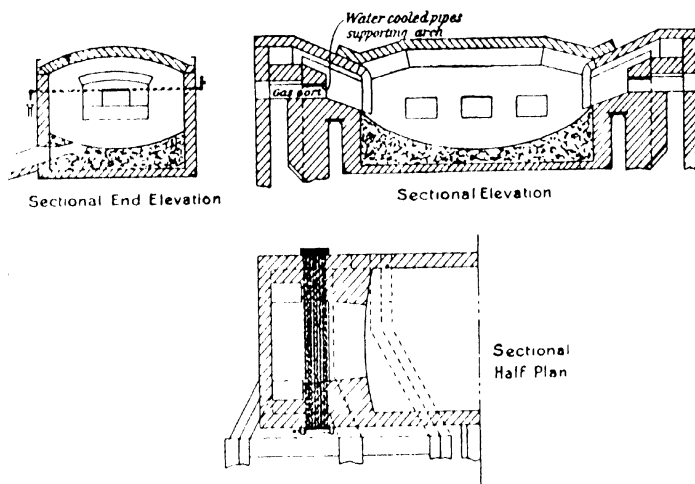 Water cooled pipes
supporting arch
Gas port
H
Sectional End Elevation
Sectional Elevation
Sectional
Half Plan